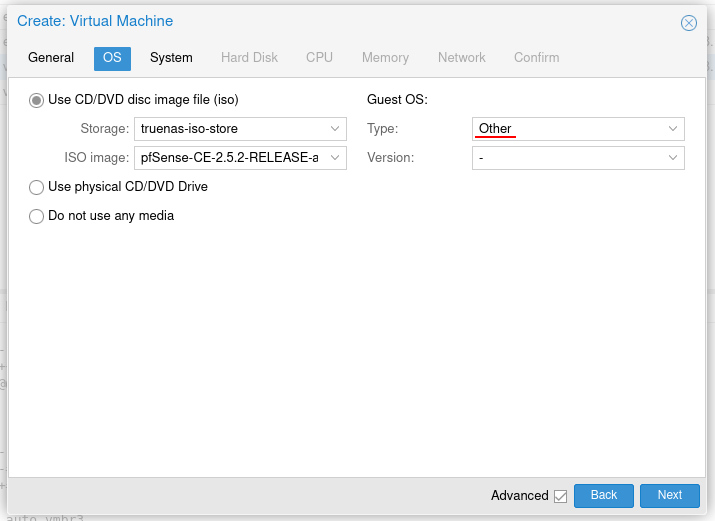 Create: Virtual Machine
General OS System Hard Disk CPU Memory Network Confirm
Use CD/DVD disc image file (iso) Guest OS:
Storage: truenas-iso-store Type: Other
ISO image: pfSense-CE-2.5.2-RELEASE-a Version: -
Use physical CD/DVD Drive
Do not use any media
Advanced Back Next
auto vmbr3